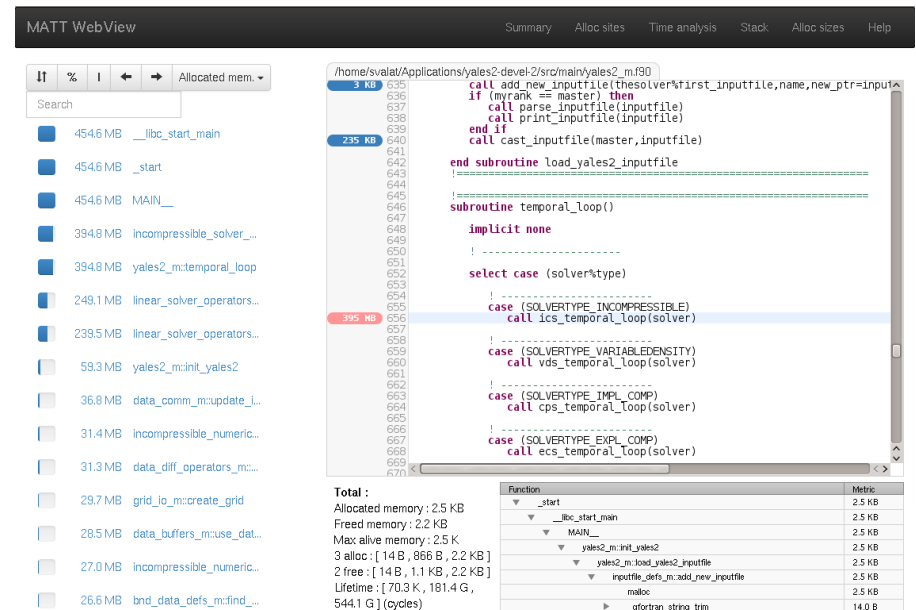 MATT WebView
Summary
Alloc sites
Time analysis
Stack
Alloc sizes
Help
% I Allocated mem.
Search
454.6 MB __libc_start_main
454.6 MB _start
454.6 MB MAIN__
394.8 MB incompressible_solver_...
394.8 MB yales2_m::temporal_loop
249.1 MB linear_solver_operators...
239.5 MB linear_solver_operators...
59.3 MB yales2_m::init_yales2
36.8 MB data_comm_m::update_i...
31.4 MB incompressible_numeric...
31.3 MB data_diff_operators_m::...
29.7 MB grid_io_m::create_grid
28.5 MB data_buffers_m::use_dat...
27.0 MB incompressible_numeric...
26.6 MB bnd_data_defs_m::find_...
/home/svalat/Applications/yales2-devel-2/src/main/yales2_m.f90
3 KB 635 call add_new_inputfile(thesolver%first_inputfile,name,new_ptr=input
636 if (myrank == master) then
637 call parse_inputfile(inputfile)
638 call print_inputfile(inputfile)
639 end if
235 KB 640 call cast_inputfile(master,inputfile)
641
642 end subroutine load_yales2_inputfile
643 !================================================================
644
645 !================================================================
646 subroutine temporal_loop()
647
648 implicit none
649
650 ! ----------------------
651
652 select case (solver%type)
653
654 ! ------------------------
655 case (SOLVERTYPE_INCOMPRESSIBLE)
395 MB 656 call ics_temporal_loop(solver)
657
658 ! ------------------------
659 case (SOLVERTYPE_VARIABLEDENSITY)
660 call vds_temporal_loop(solver)
661
662 ! ------------------------
663 case (SOLVERTYPE_IMPL_COMP)
664 call cps_temporal_loop(solver)
665
666 ! ------------------------
667 case (SOLVERTYPE_EXPL_COMP)
668 call ecs_temporal_loop(solver)
669
670
Total :
Allocated memory : 2.5 KB
Freed memory : 2.2 KB
Max alive memory : 2.5 K
3 alloc : [ 14 B , 866 B , 2.2 KB ]
2 free : [ 14 B , 1.1 KB , 2.2 KB ]
Lifetime : [ 70.3 K , 181.4 G ,
544.1 G ] (cycles)
Function Metric
_start 2.5 KB
__libc_start_main 2.5 KB
MAIN__ 2.5 KB
yales2_m::init_yales2 2.5 KB
yales2_m::load_yales2_inputfile 2.5 KB
inputfile_defs_m::add_new_inputfile 2.5 KB
malloc 2.5 KB
gfortran_string_trim 14.0 B